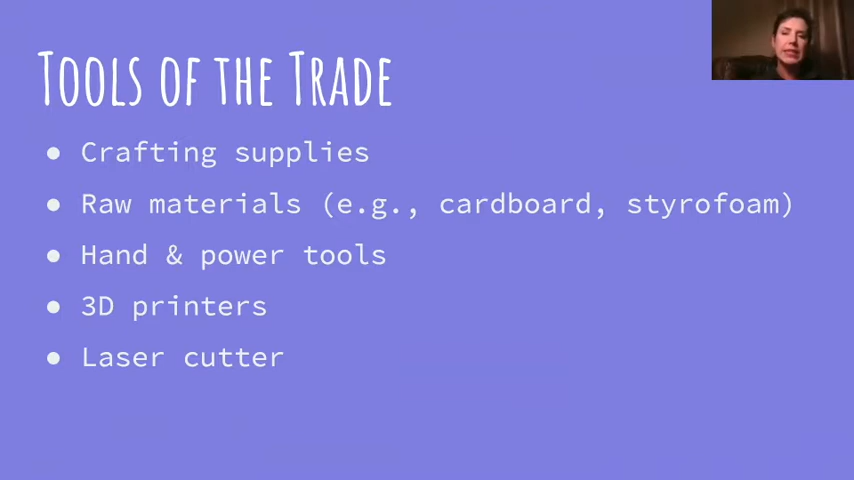 Tools of the Trade
● Crafting supplies
● Raw materials (e.g., cardboard, styrofoam)
● Hand & power tools
● 3D printers
● Laser cutter